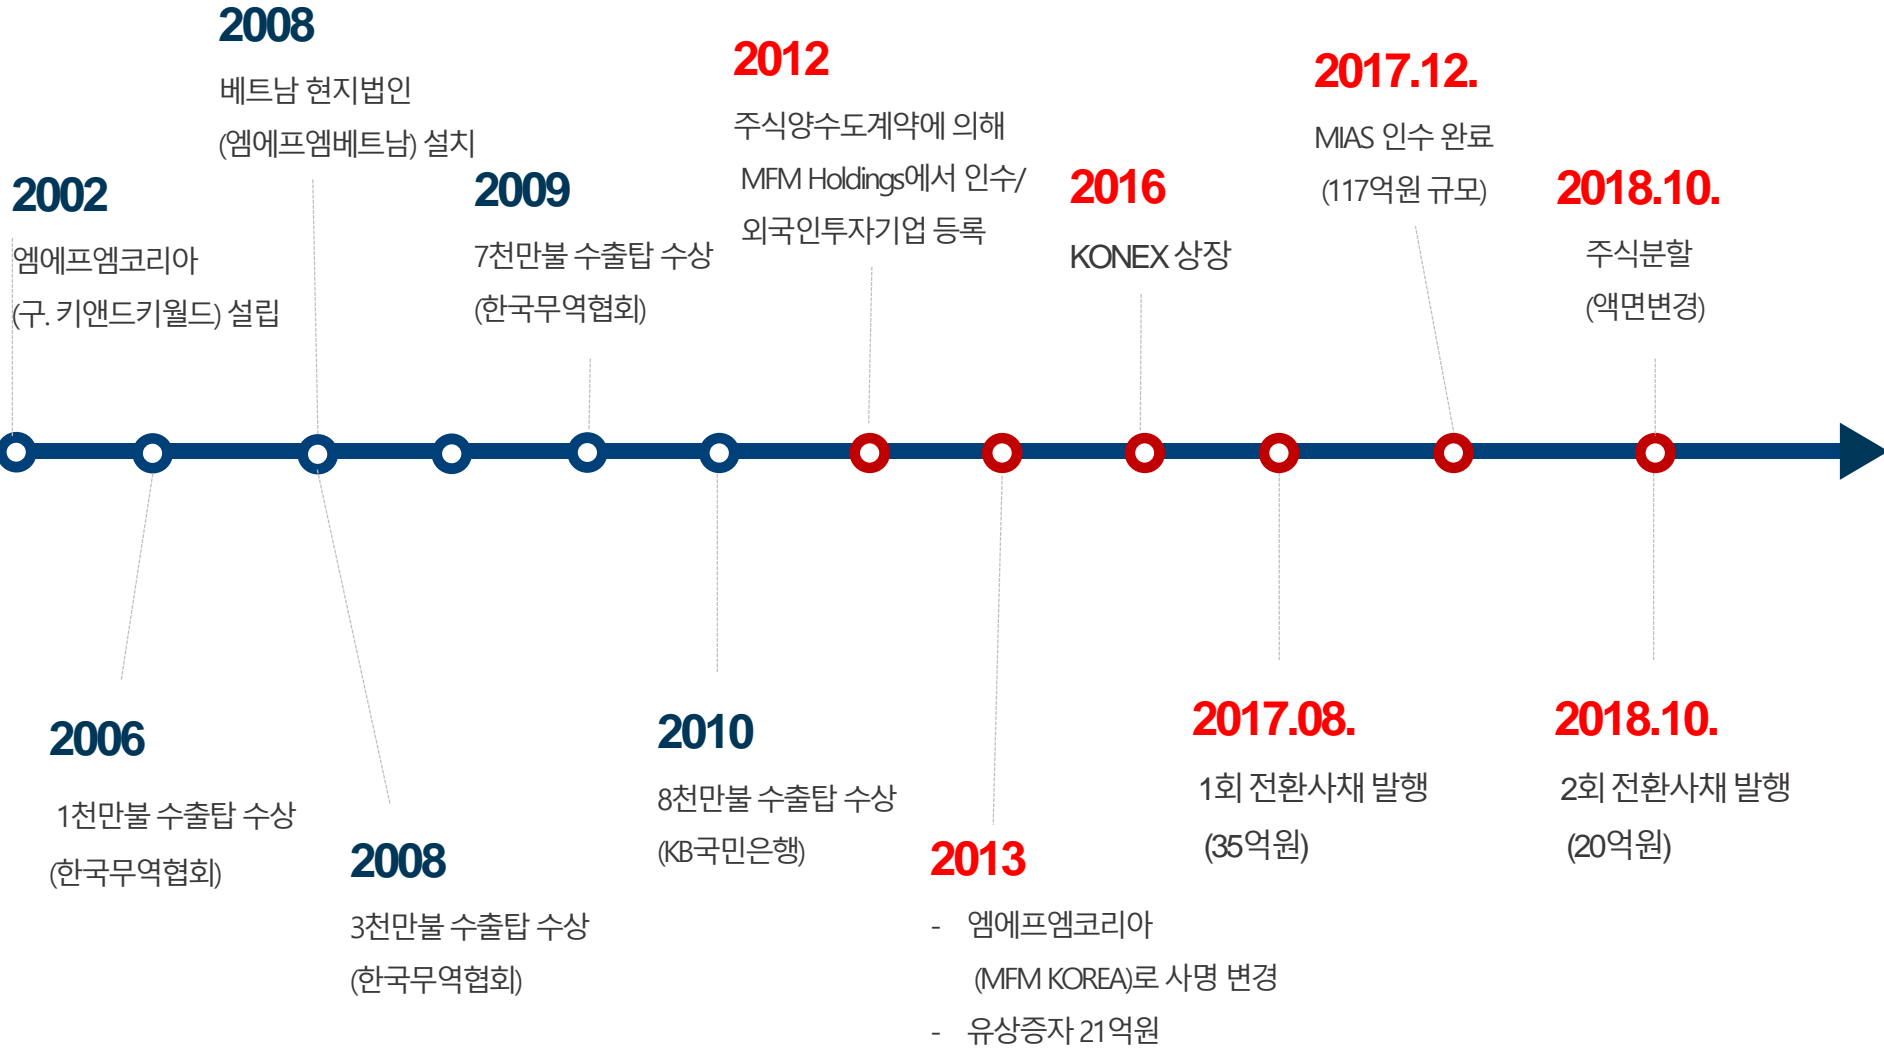 2008
베트남 현지법인
(엠에프엠베트남) 설치
2002
엠에프엠코리아
(구. 키앤드키월드) 설립
2009
7천만불 수출탑 수상
(한국무역협회)
2012
주식양수도계약에 의해
MFM Holdings에서 인수/
외국인투자기업 등록
2016
KONEX 상장
2017.12.
MIAS 인수 완료
(117억원 규모)
2018.10.
주식분할
(액면변경)
2006
1천만불 수출탑 수상
(한국무역협회)
2008
3천만불 수출탑 수상
(한국무역협회)
2010
8천만불 수출탑 수상
(KB국민은행)
2013
- 엠에프엠코리아
(MFM KOREA)로 사명 변경
- 유상증자 21억원
2017.08.
1회 전환사채 발행
(35억원)
2018.10.
2회 전환사채 발행
(20억원)